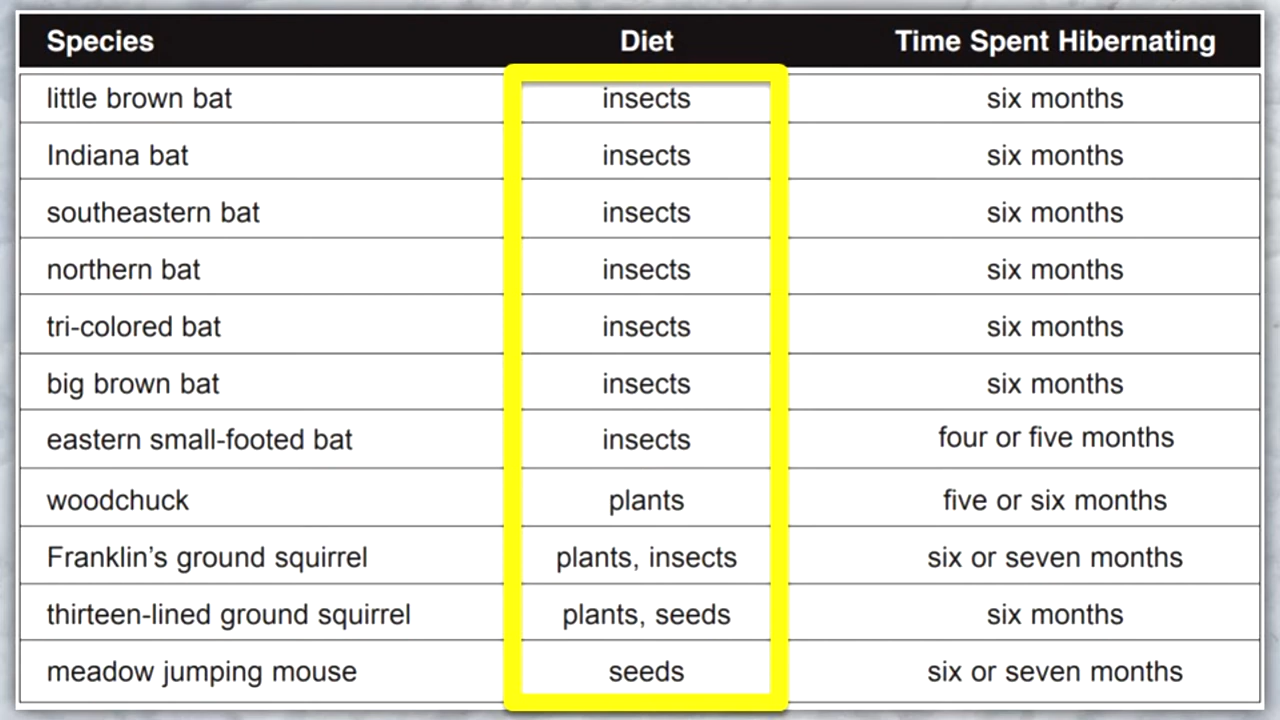 Species Diet Time Spent Hibernating
little brown bat insects six months
Indiana bat insects six months
southeastern bat insects six months
northern bat insects six months
tri-colored bat insects six months
big brown bat insects six months
eastern small-footed bat insects four or five months
woodchuck plants five or six months
Franklin’s ground squirrel plants, insects six or seven months
thirteen-lined ground squirrel plants, seeds six months
meadow jumping mouse seeds six or seven months